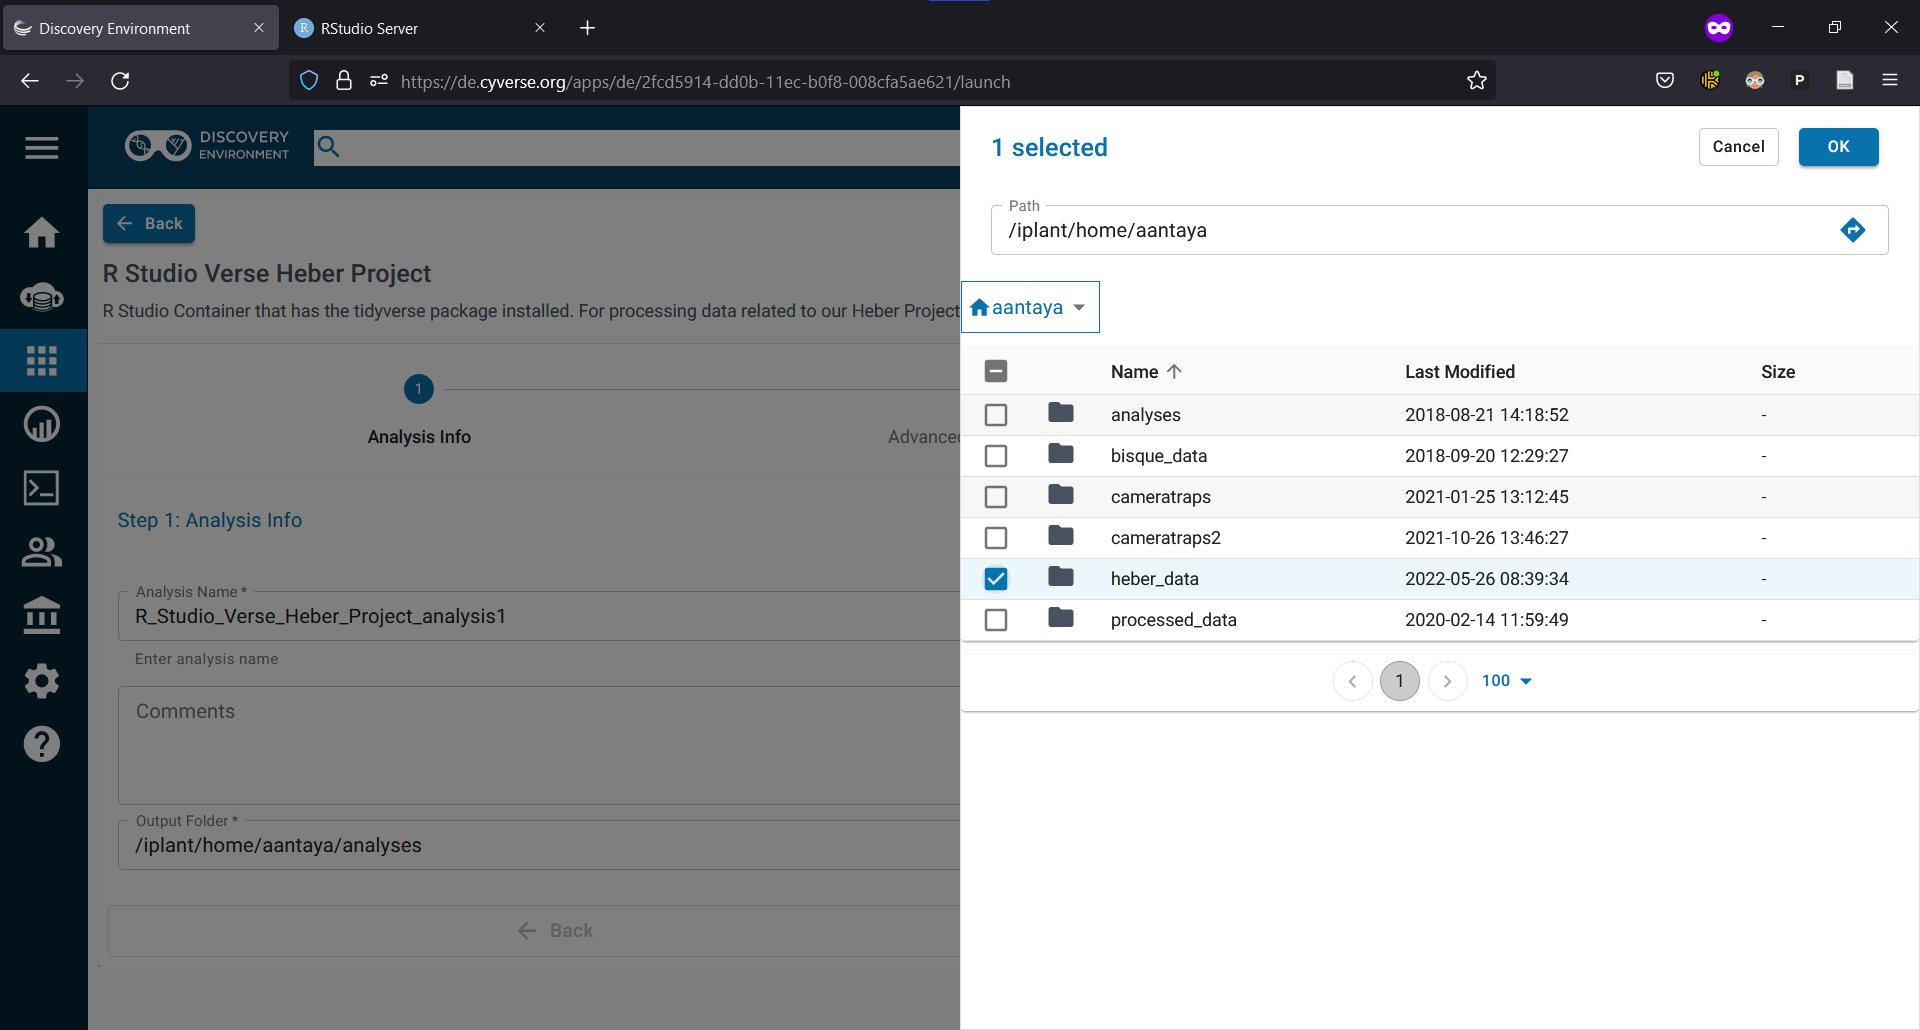 Discovery Environment
RStudio Server
https://de.cyverse.org/apps/de/2fcd5914-dd0b-11ec-b0f8-008cfa5ae621/launch
DISCOVERY
ENVIRONMENT
Back
R Studio Verse Heber Project
R Studio Container that has the tidyverse package installed. For processing data related to our Heber Project
1
Analysis Info
Advanced
Step 1: Analysis Info
Analysis Name *
R_Studio_Verse_Heber_Project_analysis1
Enter analysis name
Comments
Output Folder *
/iplant/home/aantaya/analyses
Back
1 selected
Cancel
OK
Path
/iplant/home/aantaya
aantaya
Name Last Modified Size
analyses 2018-08-21 14:18:52 -
bisque_data 2018-09-20 12:29:27 -
cameratraps 2021-01-25 13:12:45 -
cameratraps2 2021-10-26 13:46:27 -
heber_data 2022-05-26 08:39:34 -
processed_data 2020-02-14 11:59:49 -
1 100